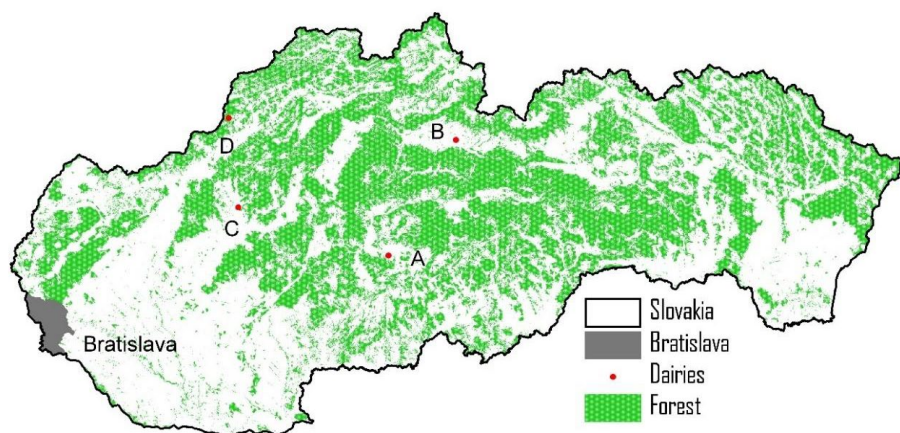 B
D
C
A
Bratislava
Slovakia
Bratislava
Dairies
Forest